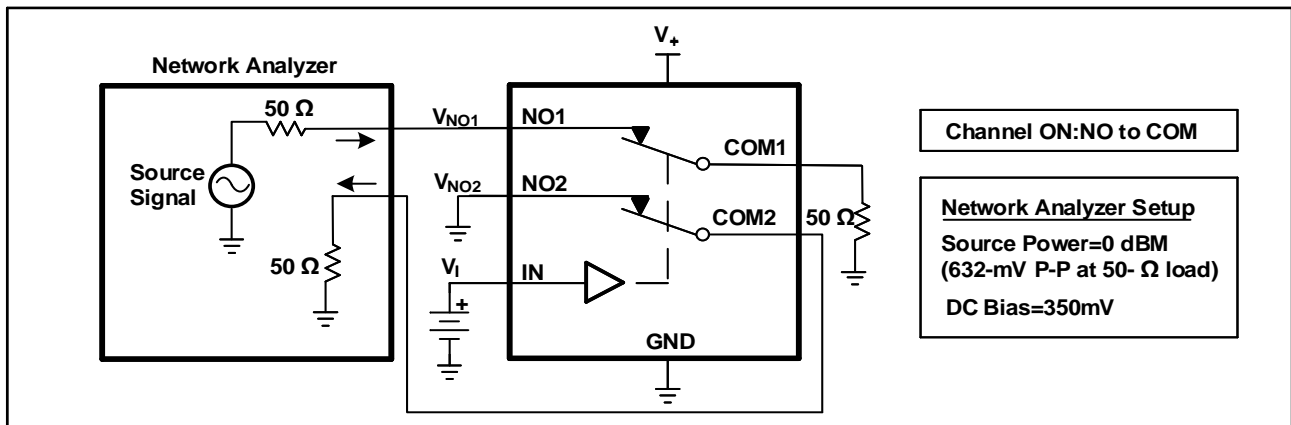 V+
Network Analyzer
50 Ω
VNO1
NO1
COM1
Channel ON:NO to COM
Source
Signal
VNO2
NO2
COM2
50 Ω
50 Ω
VI
IN
+
GND
Network Analyzer Setup
Source Power=0 dBM
(632-mV P-P at 50- Ω load)
DC Bias=350mV